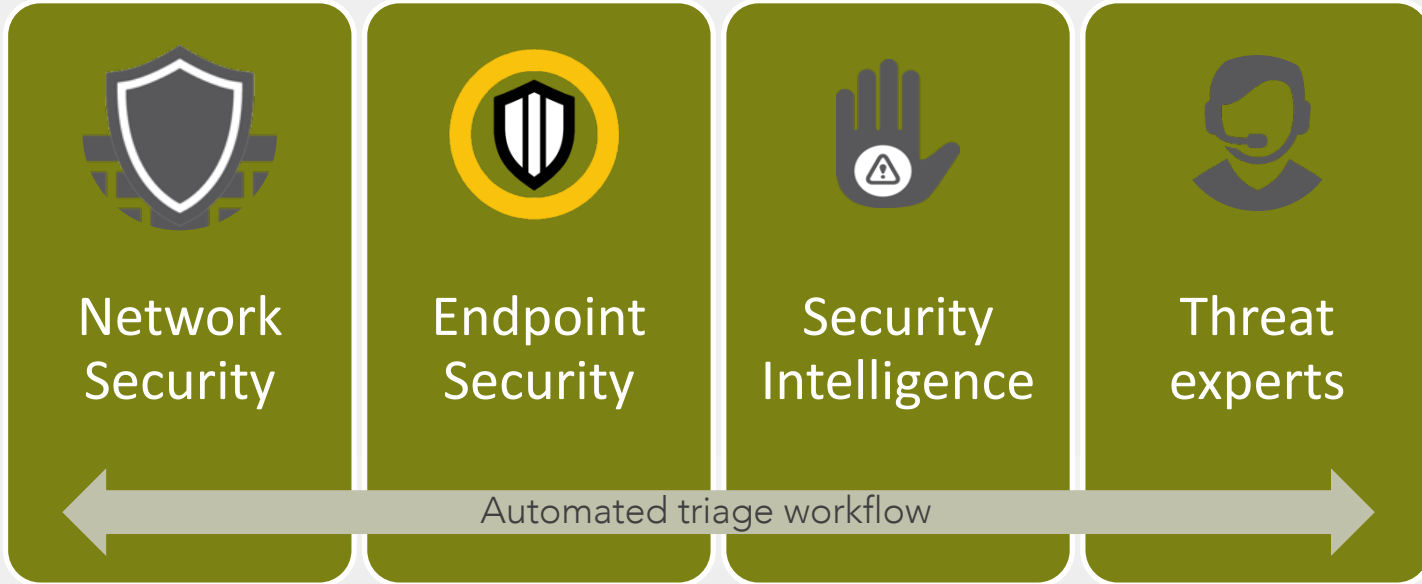 Network
Security
Endpoint
Security
Security
Intelligence
Threat
experts
Automated triage workflow